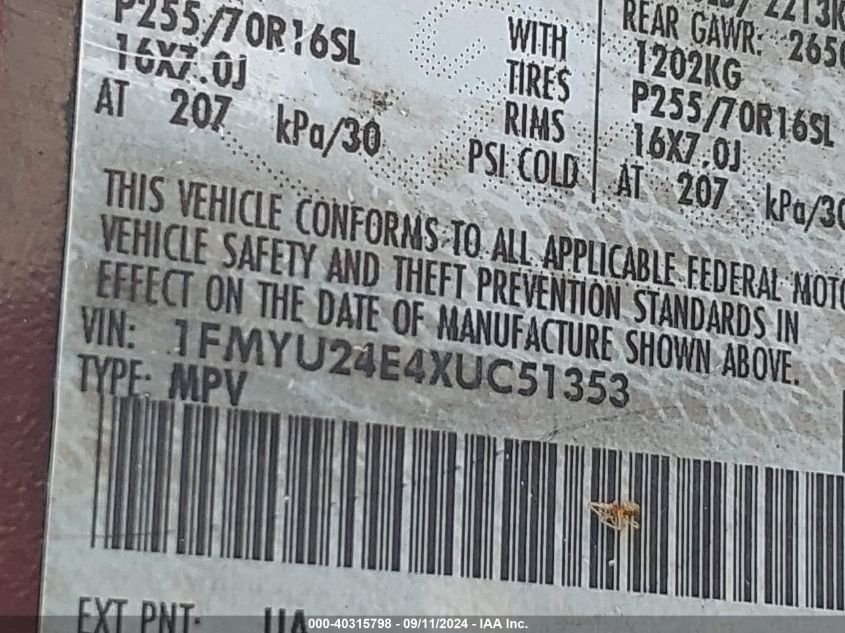 2213K
P255/70R16SL WITH REAR GAWR: 265
16X7.0J TIRES 1202KG
RIMS P255/70R16SL
AT 207 kPa/30 PSI COLD 16X7.0J
AT 207 kPa/30
THIS VEHICLE CONFORMS TO ALL APPLICABLE FEDERAL MOTO
VEHICLE SAFETY AND THEFT PREVENTION STANDARDS IN
EFFECT ON THE DATE OF MANUFACTURE SHOWN ABOVE.
VIN: 1FMYU24E4XUC51353
TYPE: MPV
EXT PNT: UA
000-40315798 - 09/11/2024 - IAA Inc.